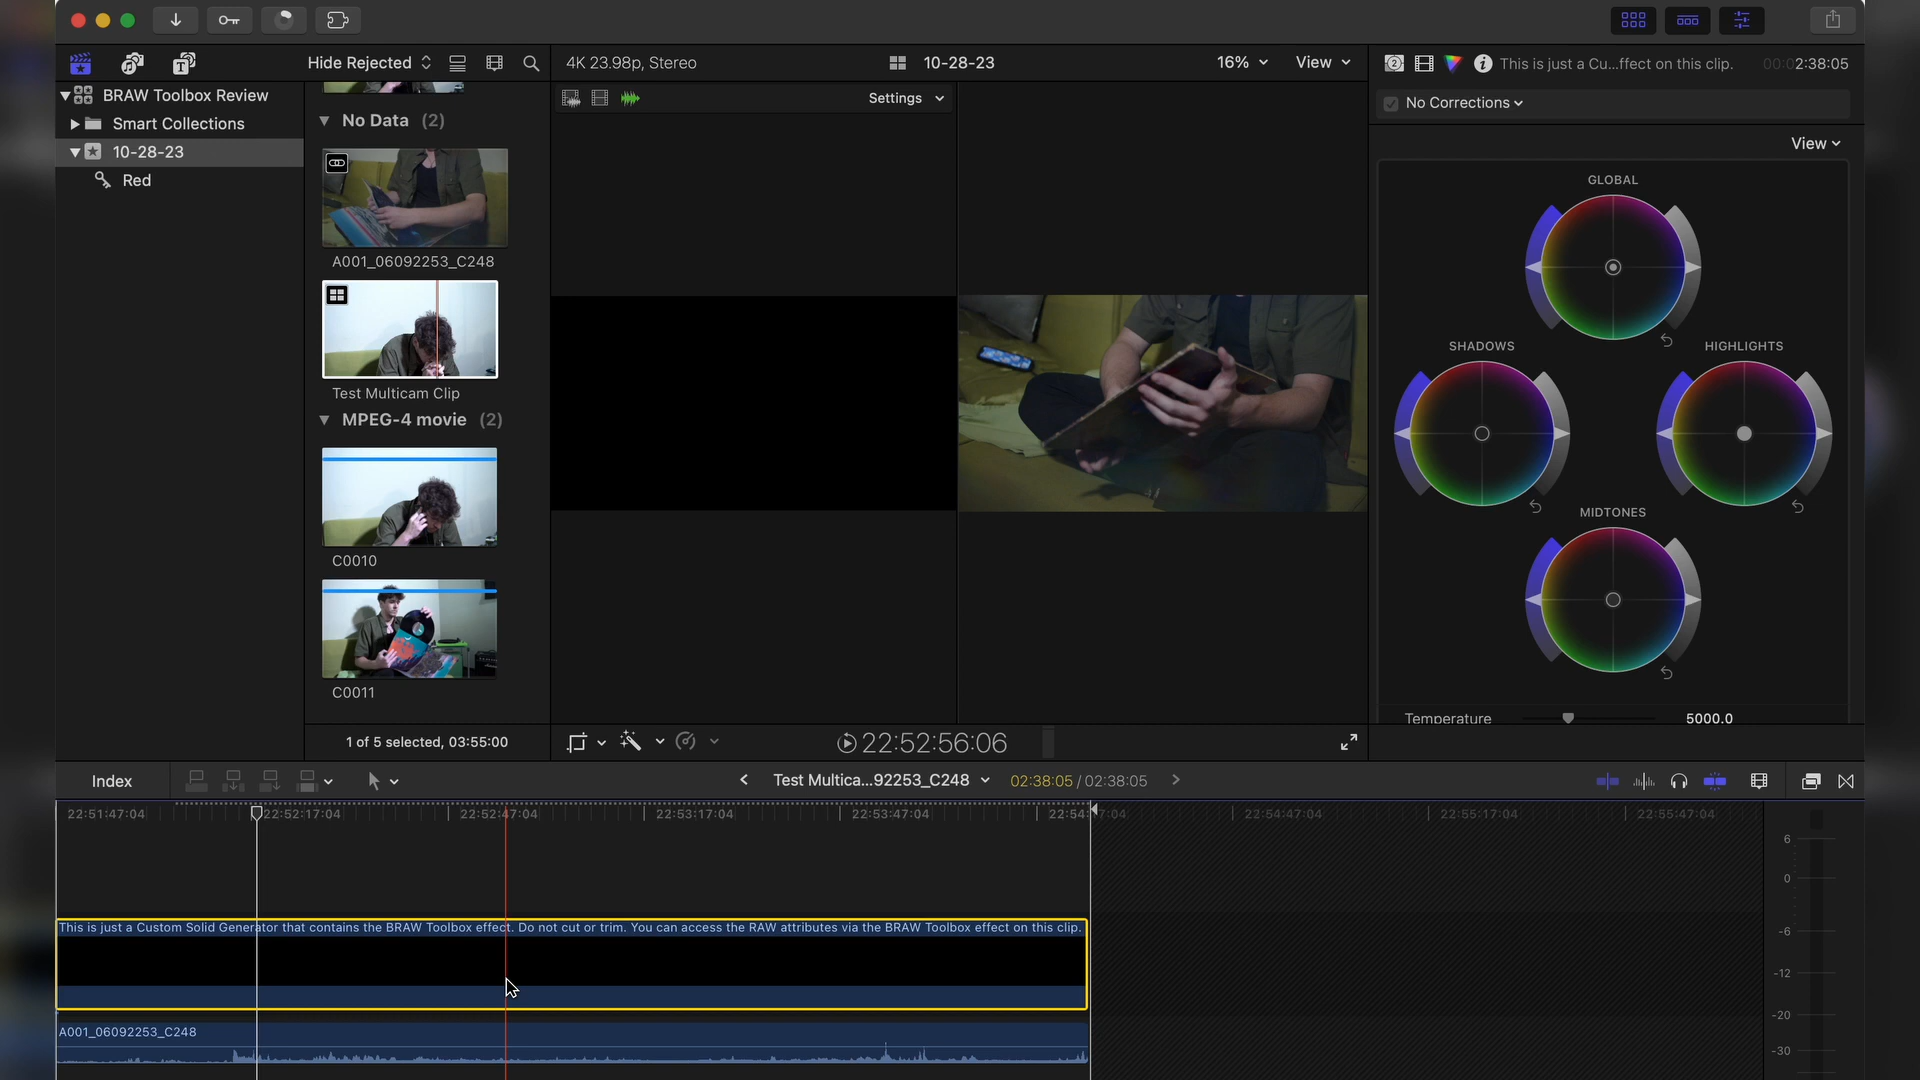 Hide Rejected
4K 23.98p, Stereo
10-28-23
16%
View
This is just a Cu...ffect on this clip.
00:02:38:05
BRAW Toolbox Review
Smart Collections
10-28-23
Red
No Data (2)
A001_06092253_C248
Test Multicam Clip
MPEG-4 movie (2)
C0010
C0011
1 of 5 selected, 03:55:00
Settings
22:52:56:06
No Corrections
View
GLOBAL
SHADOWS
HIGHLIGHTS
MIDTONES
Temperature
5000.0
Index
Test Multica...92253_C248
02:38:05 / 02:38:05
22:51:47:04
22:52:17:04
22:52:47:04
22:53:17:04
22:53:47:04
22:54:17:04
22:54:47:04
22:55:17:04
22:55:47:04
This is just a Custom Solid Generator that contains the BRAW Toolbox effect. Do not cut or trim. You can access the RAW attributes via the BRAW Toolbox effect on this clip.
A001_06092253_C248
6
0
-6
-12
-20
-30